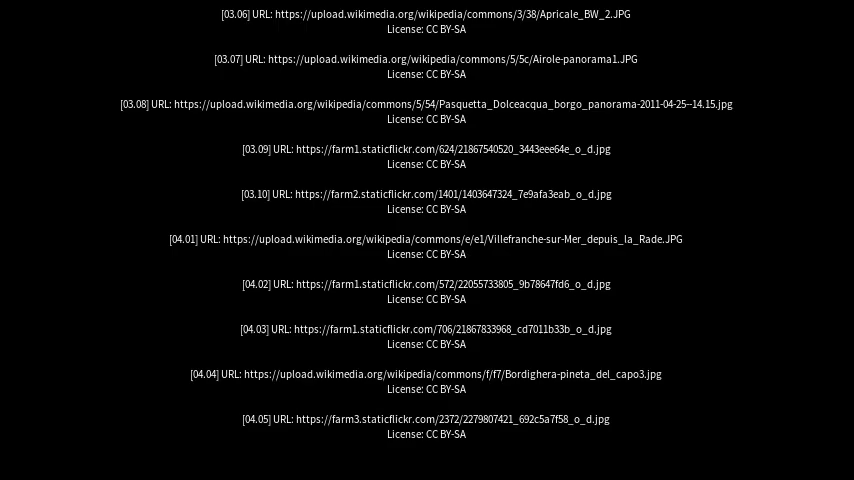 [03.06] URL: https://upload.wikimedia.org/wikipedia/commons/3/38/Apricale_BW_2.JPG
License: CC BY-SA
[03.07] URL: https://upload.wikimedia.org/wikipedia/commons/5/5c/Airole-panorama1.JPG
License: CC BY-SA
[03.08] URL: https://upload.wikimedia.org/wikipedia/commons/5/54/Pasquetta_Dolceacqua_borgo_panorama-2011-04-25--14.15.jpg
License: CC BY-SA
[03.09] URL: https://farm1.staticflickr.com/624/21867540520_3443eee64e_o_d.jpg
License: CC BY-SA
[03.10] URL: https://farm2.staticflickr.com/1401/1403647324_7e9afa3eab_o_d.jpg
License: CC BY-SA
[04.01] URL: https://upload.wikimedia.org/wikipedia/commons/e/e1/Villefranche-sur-Mer_depuis_la_Rade.JPG
License: CC BY-SA
[04.02] URL: https://farm1.staticflickr.com/572/22055733805_9b78647fd6_o_d.jpg
License: CC BY-SA
[04.03] URL: https://farm1.staticflickr.com/706/21867833968_cd7011b33b_o_d.jpg
License: CC BY-SA
[04.04] URL: https://upload.wikimedia.org/wikipedia/commons/f/f7/Bordighera-pineta_del_capo3.jpg
License: CC BY-SA
[04.05] URL: https://farm3.staticflickr.com/2372/2279807421_692c5a7f58_o_d.jpg
License: CC BY-SA